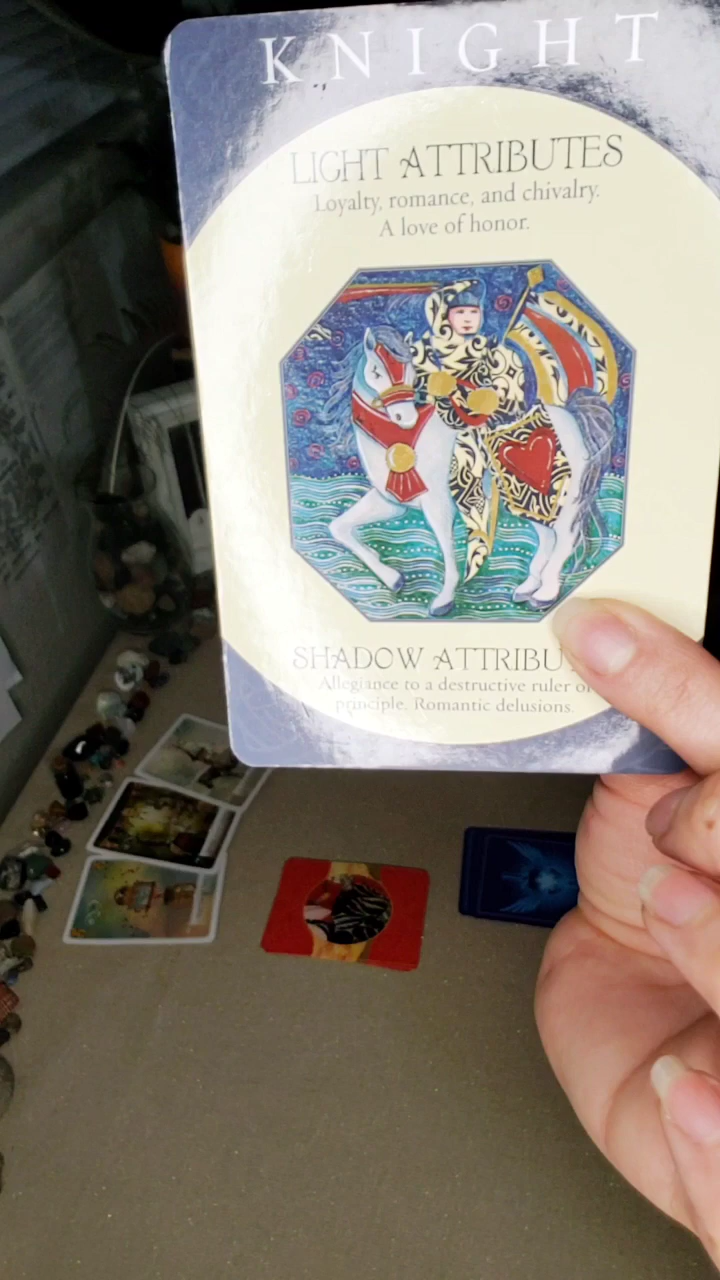 KNIGHT
LIGHT ATTRIBUTES
Loyalty, romance, and chivalry.
A love of honor.
SHADOW ATTRIBU
Allegiance to a destructive ruler or
principle. Romantic delusions.